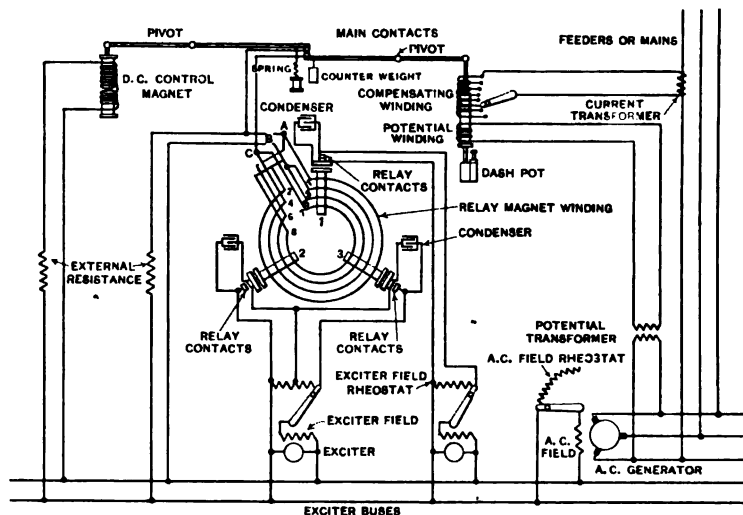 PIVOT
MAIN CONTACTS
PIVOT
FEEDERS OR MAINS
D.C. CONTROL
MAGNET
SPRING
COUNTER WEIGHT
CONDENSER
COMPENSATING
WINDING
CURRENT
TRANSFORMER
POTENTIAL
WINDING
A
B
C
RELAY
CONTACTS
DASH POT
2
4
6
8
1
1
RELAY MAGNET WINDING
CONDENSER
2
3
EXTERNAL
RESISTANCE
RELAY
CONTACTS
RELAY
CONTACTS
POTENTIAL
TRANSFORMER
A.C. FIELD RHEOSTAT
EXCITER FIELD
RHEOSTAT
EXCITER FIELD
EXCITER
A.C.
FIELD
A.C. GENERATOR
EXCITER BUSES